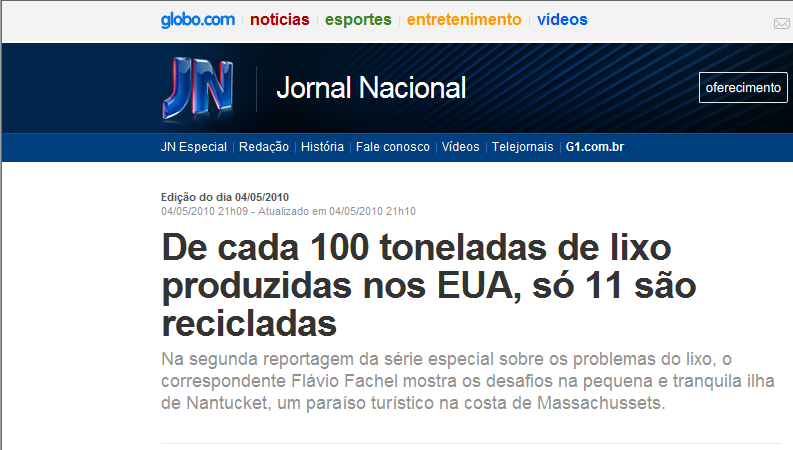 globo.com notícias esportes entretenimento vídeos
JN Jornal Nacional
oferecimento
JN Especial Redação História Fale conosco Vídeos Telejornais G1.com.br
Edição do dia 04/05/2010
04/05/2010 21h09 - Atualizado em 04/05/2010 21h10
De cada 100 toneladas de lixo
produzidas nos EUA, só 11 são
recicladas
Na segunda reportagem da série especial sobre os problemas do lixo, o
correspondente Flávio Fachel mostra os desafios na pequena e tranquila ilha
de Nantucket, um paraíso turístico na costa de Massachussets.